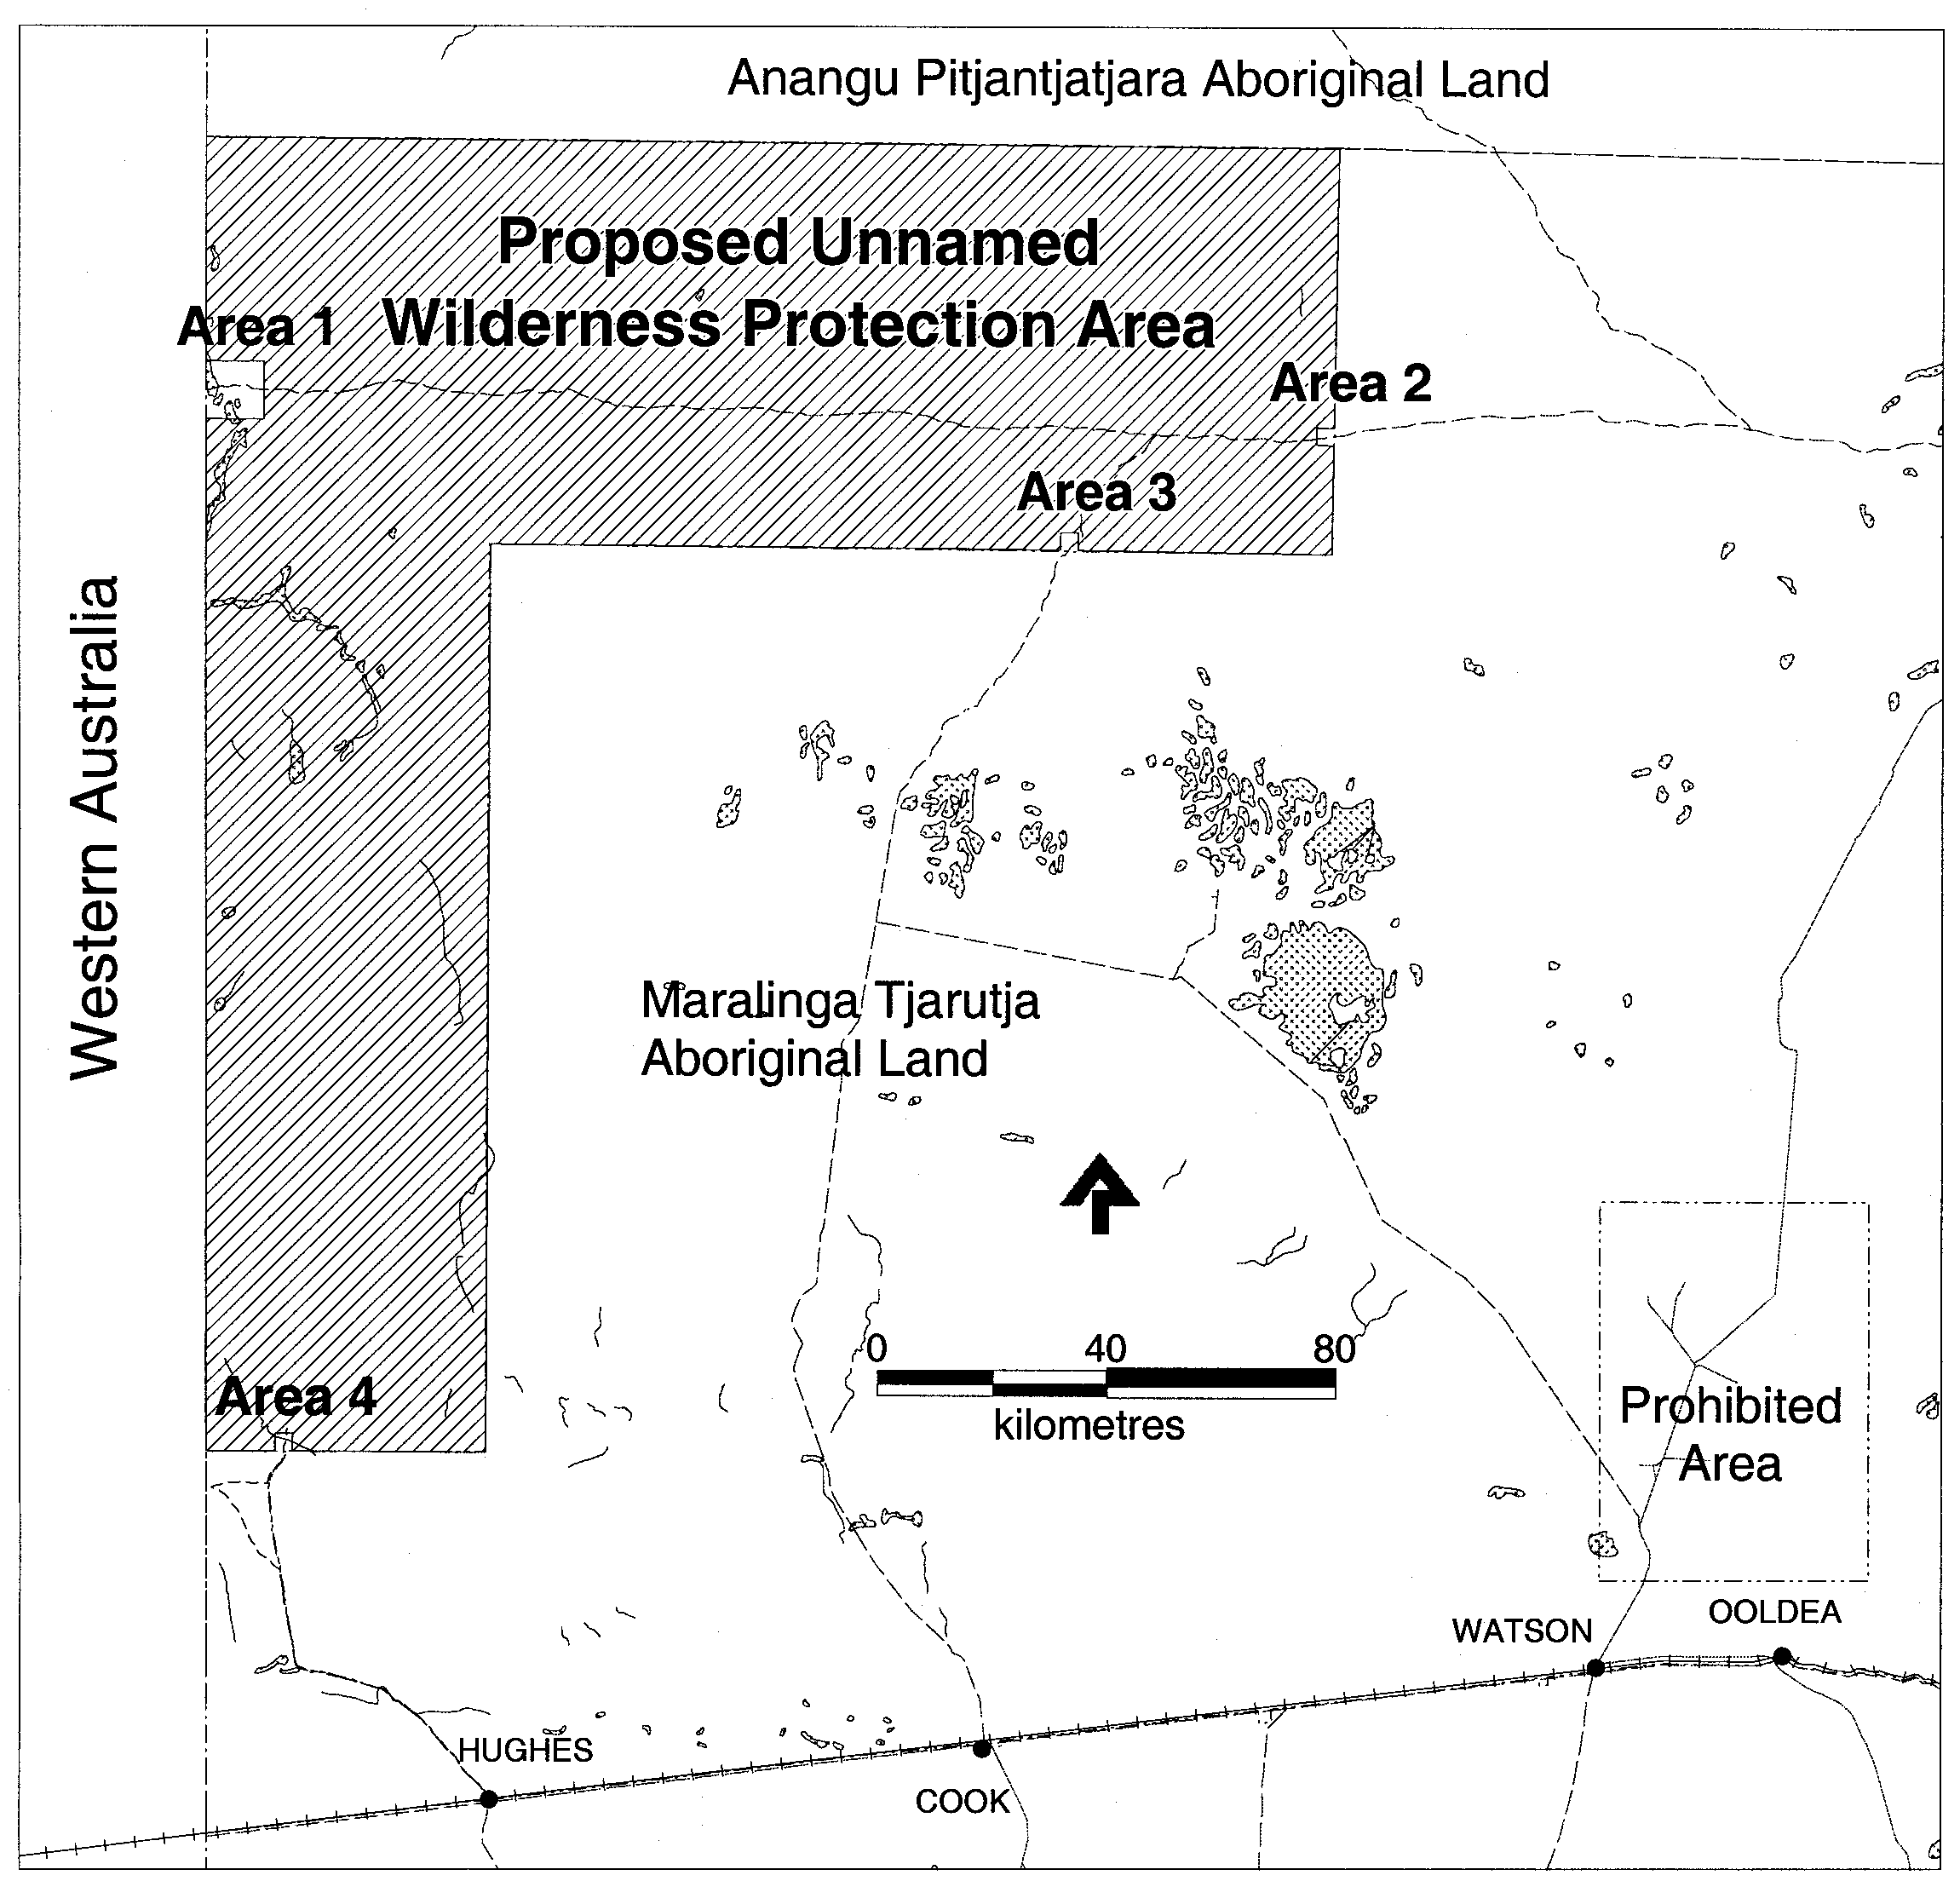 Anangu Pitjantjatjara Aboriginal Land
Proposed Unnamed
Wilderness Protection Area
Area 1
Area 2
Area 3
Western Australia
Maralinga Tjarutja
Aboriginal Land
0 40 80
kilometres
Area 4
Prohibited
Area
WATSON
OOLDEA
HUGHES
COOK